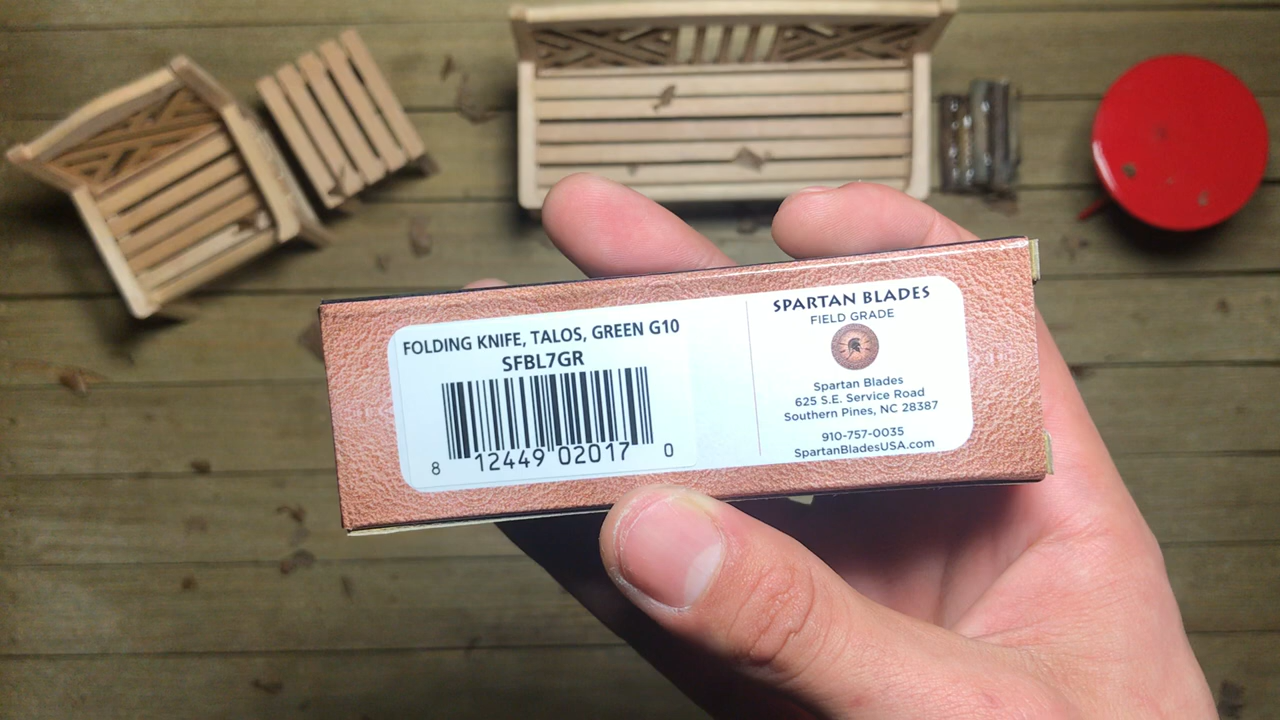 FOLDING KNIFE, TALOS, GREEN G10
SFBL7GR
8 12449 02017 0
SPARTAN BLADES
FIELD GRADE
Spartan Blades
625 S.E. Service Road
Southern Pines, NC 28387
910-757-0035
SpartanBladesUSA.com